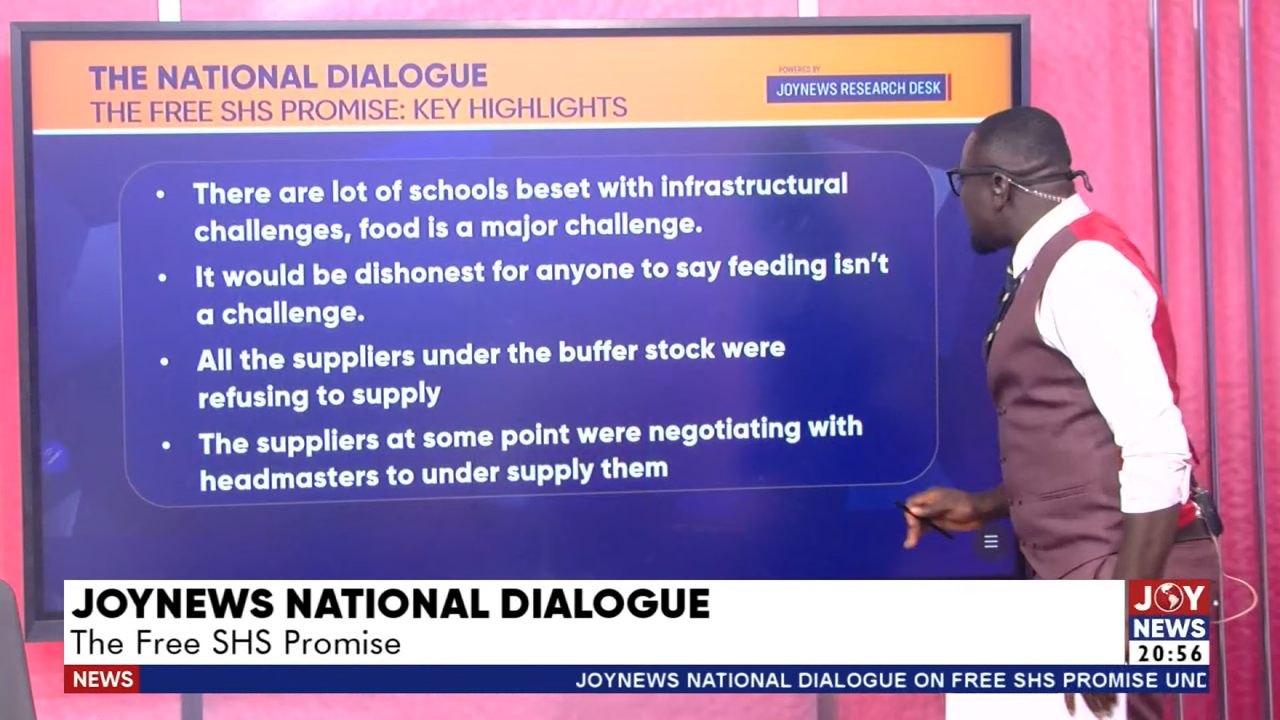 THE NATIONAL DIALOGUE
THE FREE SHS PROMISE: KEY HIGHLIGHTS
POWERED BY
JOYNEWS RESEARCH DESK
• There are lot of schools beset with infrastructural
challenges, food is a major challenge.
• It would be dishonest for anyone to say feeding isn't
a challenge.
• All the suppliers under the buffer stock were
refusing to supply
• The suppliers at some point were negotiating with
headmasters to under supply them
JOYNEWS NATIONAL DIALOGUE
The Free SHS Promise
JOY
NEWS
20:56
NEWS
JOYNEWS NATIONAL DIALOGUE ON FREE SHS PROMISE UND